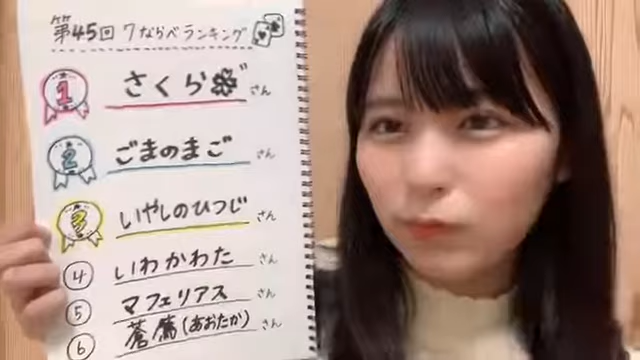 第45回 7ならべランキング
1 さくら🌸゛さん
2 ごまのまご さん
3 いやしのひつじ さん
4 いわかわた さん
5 マフェリアス さん
6 蒼鷹(あおたか) さん